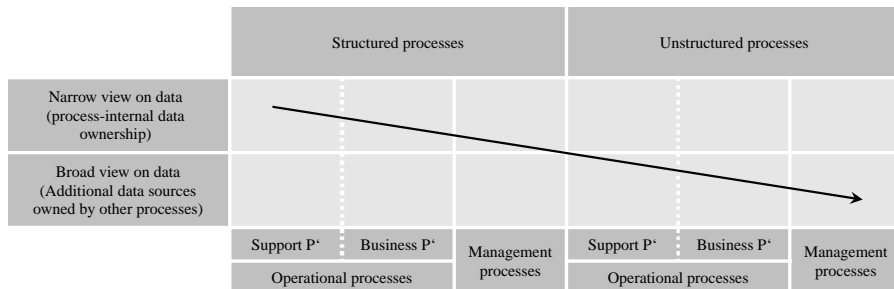 Structured processes
Unstructured processes
Narrow view on data
(process-internal data
ownership)
Broad view on data
(Additional data sources
owned by other processes)
Support P‘
Business P‘
Management
processes
Support P‘
Business P‘
Management
processes
Operational processes
Operational processes